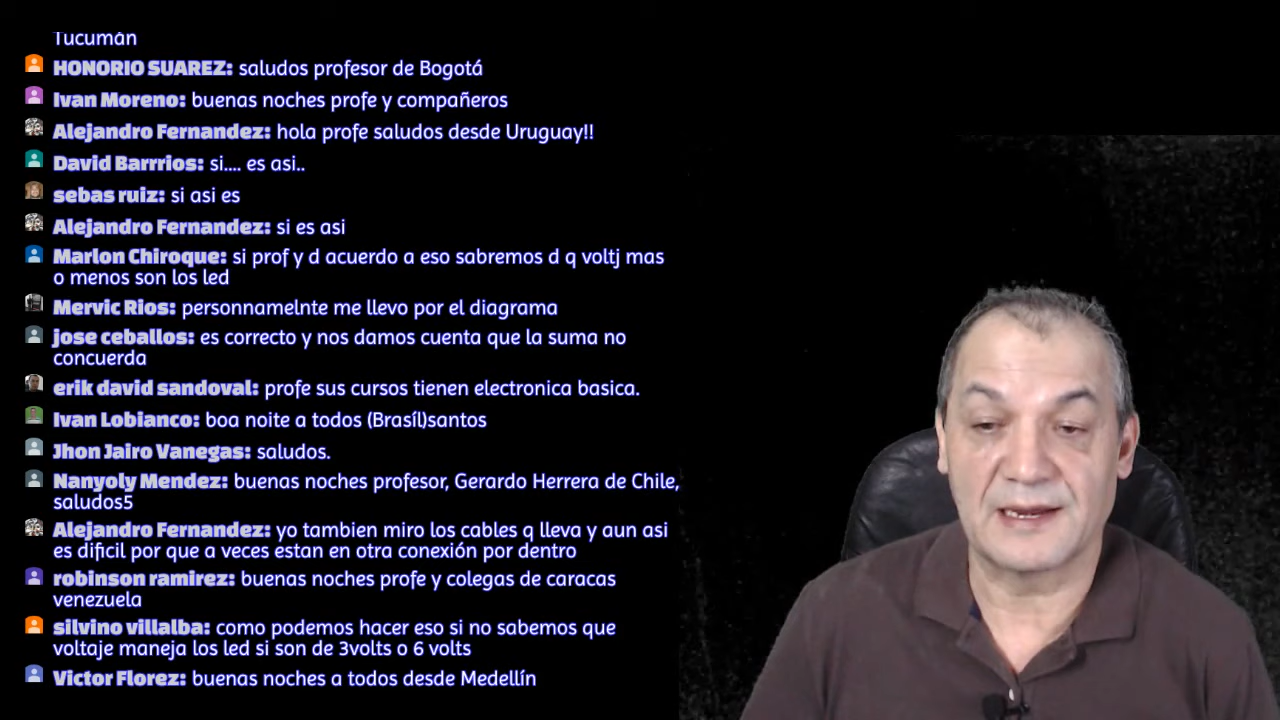 Tucumán
HONORIO SUAREZ: saludos profesor de Bogotá
Ivan Moreno: buenas noches profe y compañeros
Alejandro Fernandez: hola profe saludos desde Uruguay!!
David Barrrios: si.... es asi..
sebas ruiz: si asi es
Alejandro Fernandez: si es asi
Marlon Chiroque: si prof y d acuerdo a eso sabremos d q voltj mas
o menos son los led
Mervic Rios: personnamelnte me llevo por el diagrama
jose ceballos: es correcto y nos damos cuenta que la suma no
concuerda
erik david sandoval: profe sus cursos tienen electronica basica.
Ivan Lobianco: boa noite a todos (Brasíl)santos
Jhon Jairo Vanegas: saludos.
Nanyoly Mendez: buenas noches profesor, Gerardo Herrera de Chile,
saludos5
Alejandro Fernandez: yo tambien miro los cables q lleva y aun asi
es dificil por que a veces estan en otra conexión por dentro
robinson ramirez: buenas noches profe y colegas de caracas
venezuela
silvino villalba: como podemos hacer eso si no sabemos que
voltaje maneja los led si son de 3volts o 6 volts
Victor Florez: buenas noches a todos desde Medellín